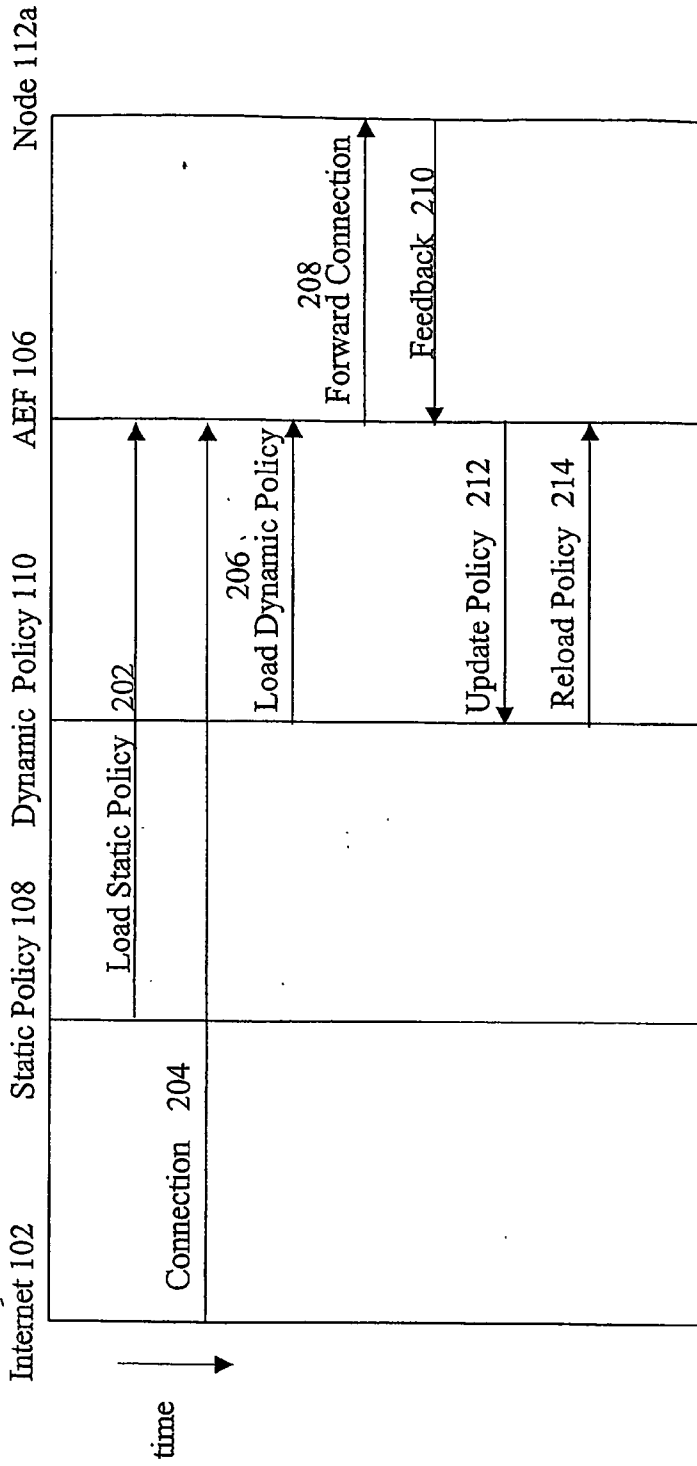 Internet 102
Static Policy 108
Dynamic Policy 110
AEF 106
Node 112a
time
Load Static Policy 202
Connection 204
206
Load Dynamic Policy
208
Forward Connection
Feedback 210
Update Policy 212
Reload Policy 214